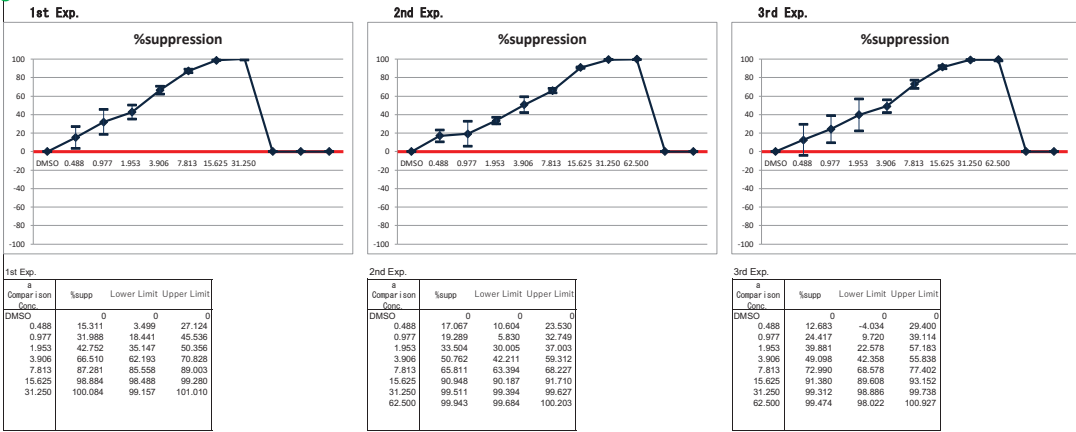 1st Exp.
%suppression
100
80
60
40
20
0
-20
-40
-60
-80
-100
DMSO 0.488 0.977 1.953 3.906 7.813 15.625 31.250
2nd Exp.
%suppression
100
80
60
40
20
0
-20
-40
-60
-80
-100
DMSO 0.488 0.977 1.953 3.906 7.813 15.625 31.250 62.500
3rd Exp.
%suppression
100
80
60
40
20
0
-20
-40
-60
-80
-100
DMSO 0.488 0.977 1.953 3.906 7.813 15.625 31.250 62.500
1st Exp.
a
Comparison
Conc. %supp Lower Limit Upper Limit
DMSO 0 0 0
0.488 15.311 3.499 27.124
0.977 31.988 18.441 45.536
1.953 42.752 35.147 50.356
3.906 66.510 62.193 70.828
7.813 87.281 85.558 89.003
15.625 98.884 98.488 99.280
31.250 100.084 99.157 101.010
2nd Exp.
a
Comparison
Conc. %supp Lower Limit Upper Limit
DMSO 0 0 0
0.488 17.067 10.604 23.530
0.977 19.289 5.830 32.749
1.953 33.504 30.005 37.003
3.906 50.762 42.211 59.312
7.813 65.811 63.394 68.227
15.625 90.948 90.187 91.710
31.250 99.511 99.394 99.627
62.500 99.943 99.684 100.203
3rd Exp.
a
Comparison
Conc. %supp Lower Limit Upper Limit
DMSO 0 0 0
0.488 12.683 -4.034 29.400
0.977 24.417 9.720 39.114
1.953 39.881 22.578 57.183
3.906 49.098 42.358 55.838
7.813 72.990 68.578 77.402
15.625 91.380 89.608 93.152
31.250 99.312 98.886 99.738
62.500 99.474 98.022 100.927